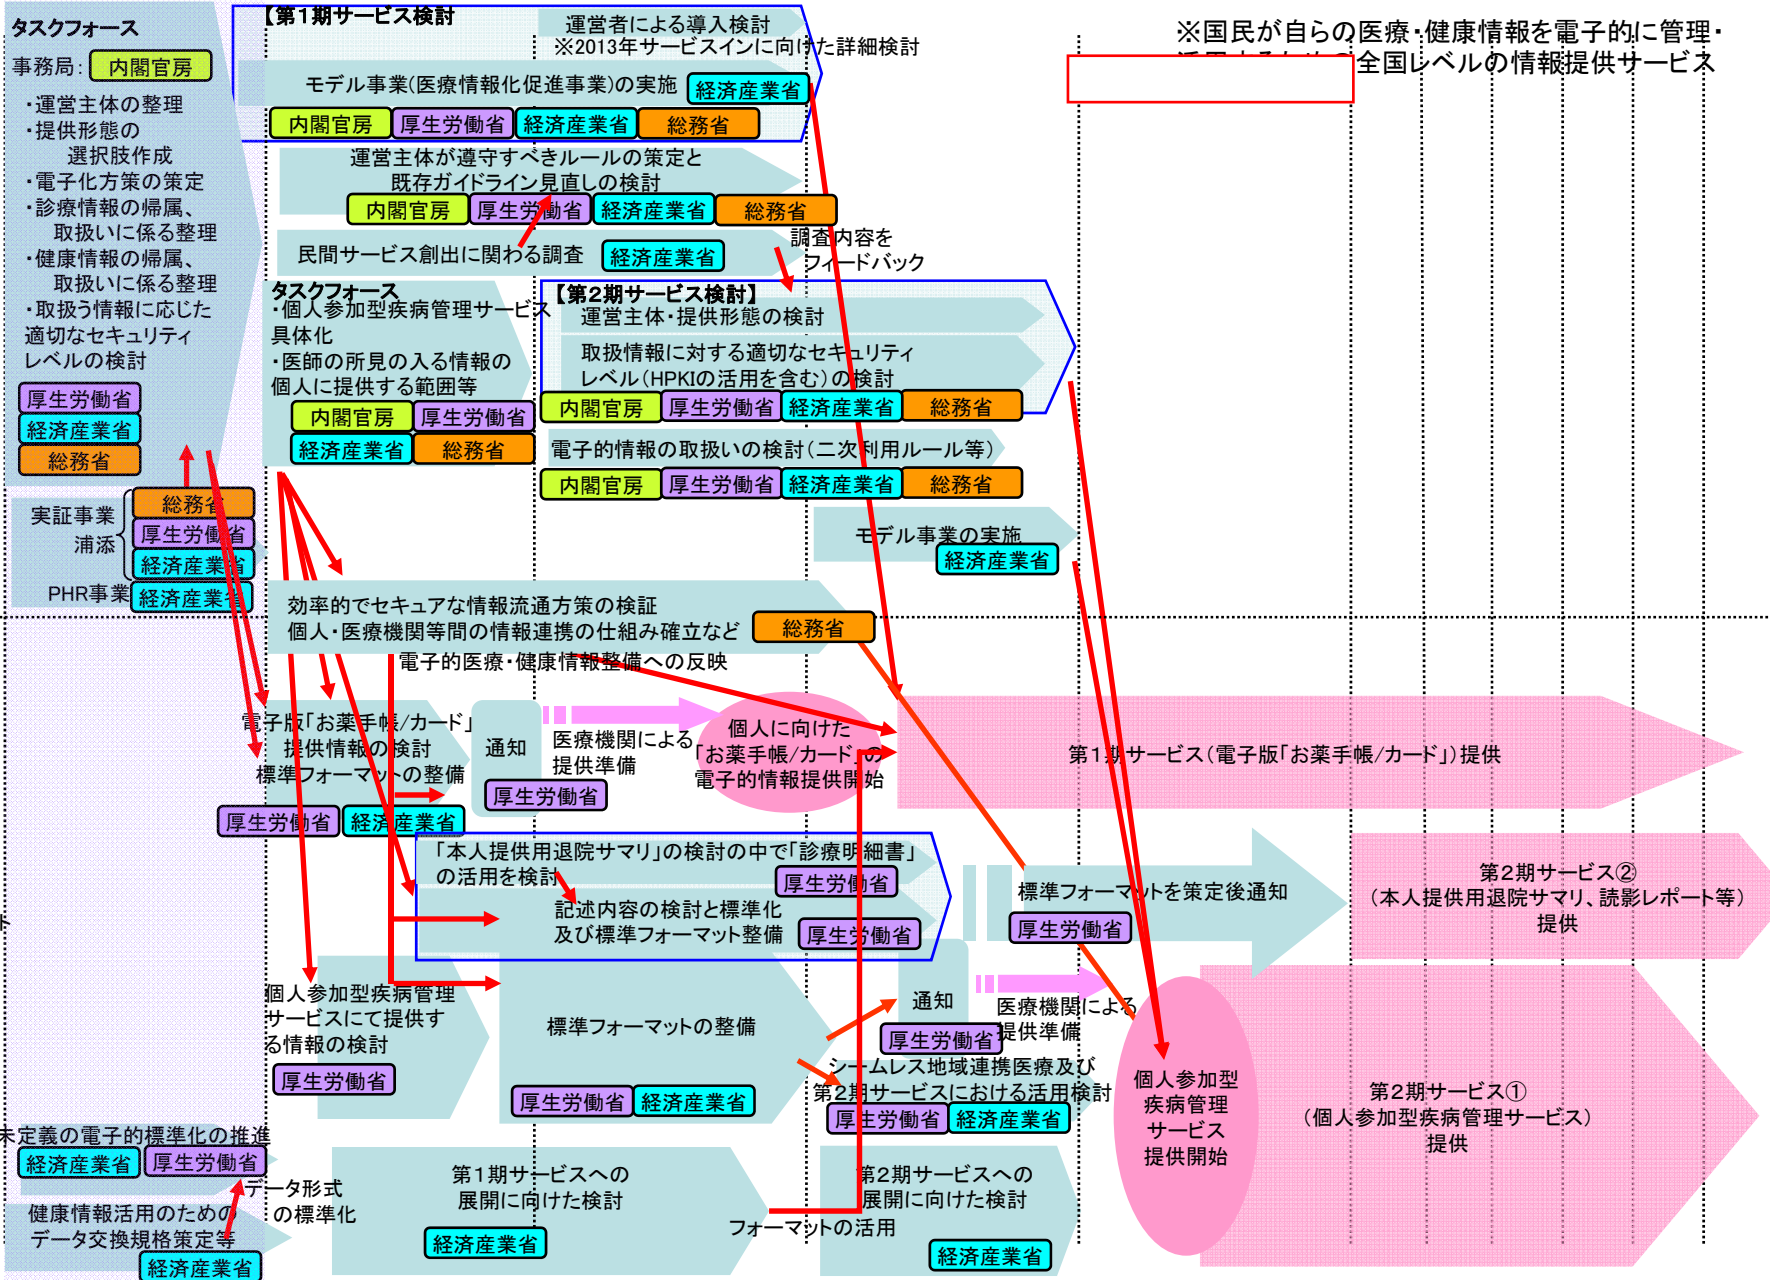 タスクフォース
事務局:
内閣官房
・運営主体の整理
・提供形態の
選択肢作成
・電子化方策の策定
・診療情報の帰属、
取扱いに係る整理
・健康情報の帰属、
取扱いに係る整理
・取扱う情報に応じた
適切なセキュリティ
レベルの検討
厚生労働省
経済産業省
総務省
実証事業
浦添
総務省
厚生労働省
経済産業省
PHR事業
経済産業省
【第1期サービス検討
運営者による導入検討
※2013年サービスインに向けた詳細検討
モデル事業(医療情報化促進事業)の実施
経済産業省
内閣官房
厚生労働省
経済産業省
総務省
運営主体が遵守すべきルールの策定と
既存ガイドライン見直しの検討
内閣官房
厚生労働省
経済産業省
総務省
民間サービス創出に関わる調査
経済産業省
調査内容を
フィードバック
※国民が自らの医療・健康情報を電子的に管理・
全国レベルの情報提供サービス
タスクフォース
・個人参加型疾病管理サービス
具体化
・医師の所見の入る情報の
個人に提供する範囲等
内閣官房
厚生労働省
経済産業省
総務省
【第2期サービス検討】
運営主体・提供形態の検討
取扱情報に対する適切なセキュリティ
レベル(HPKIの活用を含む)の検討
内閣官房
厚生労働省
経済産業省
総務省
電子的情報の取扱いの検討(二次利用ルール等)
内閣官房
厚生労働省
経済産業省
総務省
モデル事業の実施
経済産業省
効率的でセキュアな情報流通方策の検証
個人・医療機関等間の情報連携の仕組み確立など
総務省
電子的医療・健康情報整備への反映
電子版「お薬手帳/カード」
提供情報の検討
標準フォーマットの整備
厚生労働省
経済産業省
通知
厚生労働省
医療機関による
提供準備
個人に向けた
「お薬手帳/カード」の
電子的情報提供開始
第1期サービス(電子版「お薬手帳/カード」)提供
「本人提供用退院サマリ」の検討の中で「診療明細書」
の活用を検討
厚生労働省
記述内容の検討と標準化
及び標準フォーマット整備
厚生労働省
標準フォーマットを策定後通知
厚生労働省
第2期サービス②
(本人提供用退院サマリ、読影レポート等)
提供
ト
個人参加型疾病管理
サービスにて提供す
る情報の検討
厚生労働省
標準フォーマットの整備
厚生労働省
経済産業省
通知
厚生労働省
医療機関による
提供準備
シームレス地域連携医療及び
第2期サービスにおける活用検討
厚生労働省
経済産業省
個人参加型
疾病管理
サービス
提供開始
第2期サービス①
(個人参加型疾病管理サービス)
提供
未定義の電子的標準化の推進
経済産業省
厚生労働省
データ形式
の標準化
健康情報活用のための
データ交換規格策定等
経済産業省
第1期サービスへの
展開に向けた検討
経済産業省
フォーマットの活用
第2期サービスへの
展開に向けた検討
経済産業省